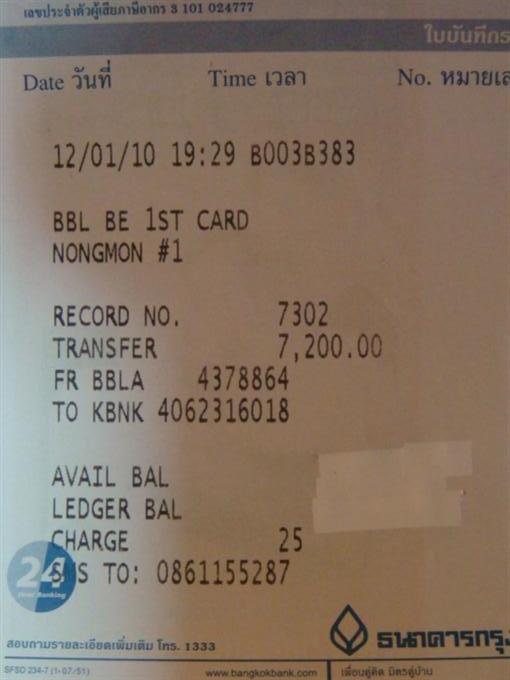 เลขประจำตัวผู้เสียภาษีอากร 3 101 024777
ใบบันทึกร
Date วันที่ Time เวลา No. หมายเล
12/01/10 19:29 B003B383
BBL BE 1ST CARD
NONGMON #1
RECORD NO. 7302
TRANSFER 7,200.00
FR BBLA 4378864
TO KBNK 4062316018
AVAIL BAL
LEDGER BAL
CHARGE 25
SMS TO: 0861155287
24
Hour Banking
ธนาคารกรุง
สอบถามรายละเอียดเพิ่มเติม โทร. 1333
SFSD 234-7 (1-07/51) www.bangkokbank.com เพื่อนคู่คิด มิตรคู่บ้าน